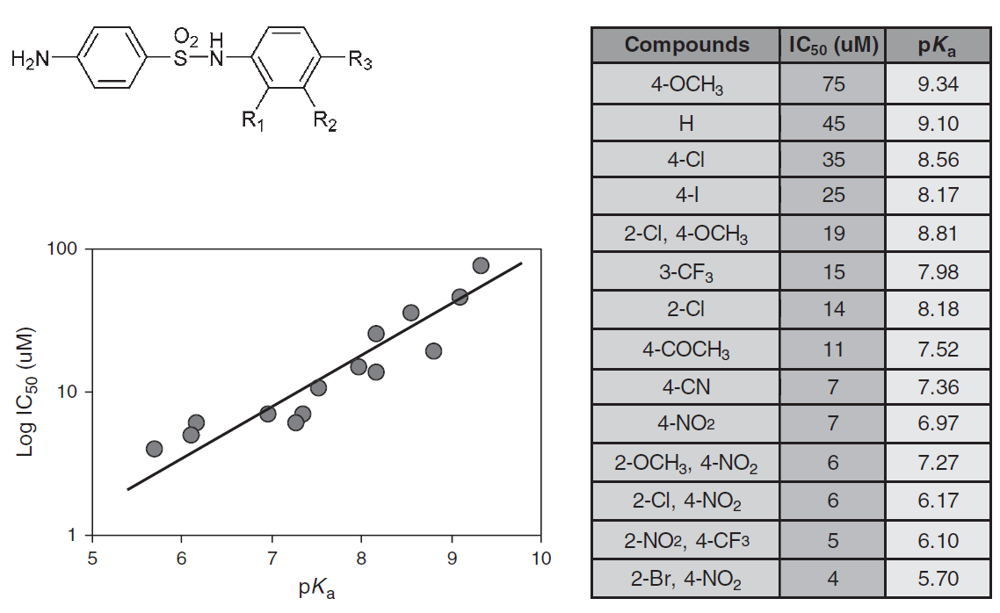 H₂N
O₂
S
H
N
R₁
R₂
R₃
Compounds IC₅₀ (uM) pKₐ
4-OCH₃ 75 9.34
H 45 9.10
4-Cl 35 8.56
4-I 25 8.17
2-Cl, 4-OCH₃ 19 8.81
3-CF₃ 15 7.98
2-Cl 14 8.18
4-COCH₃ 11 7.52
4-CN 7 7.36
4-NO2 7 6.97
2-OCH₃, 4-NO₂ 6 7.27
2-Cl, 4-NO₂ 6 6.17
2-NO2, 4-CF3 5 6.10
2-Br, 4-NO₂ 4 5.70
Log IC₅₀ (uM)
100
10
1
5 6 7 8 9 10
pKₐ